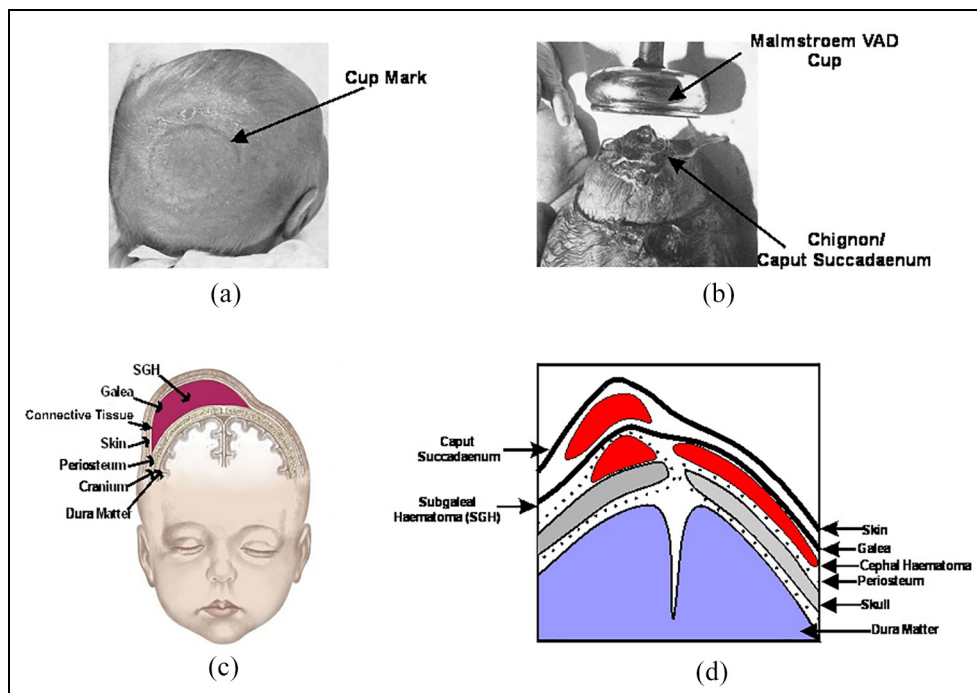 Cup Mark
(a)
Malmstroem VAD
Cup
Chignon/
Caput Succadaenum
(b)
SGH
Galea
Connective Tissue
Skin
Periosteum
Cranium
Dura Matter
(c)
Caput
Succadaenum
Subgaleal
Haematoma (SGH)
Skin
Galea
Cephal Haematoma
Periosteum
Skull
Dura Matter
(d)